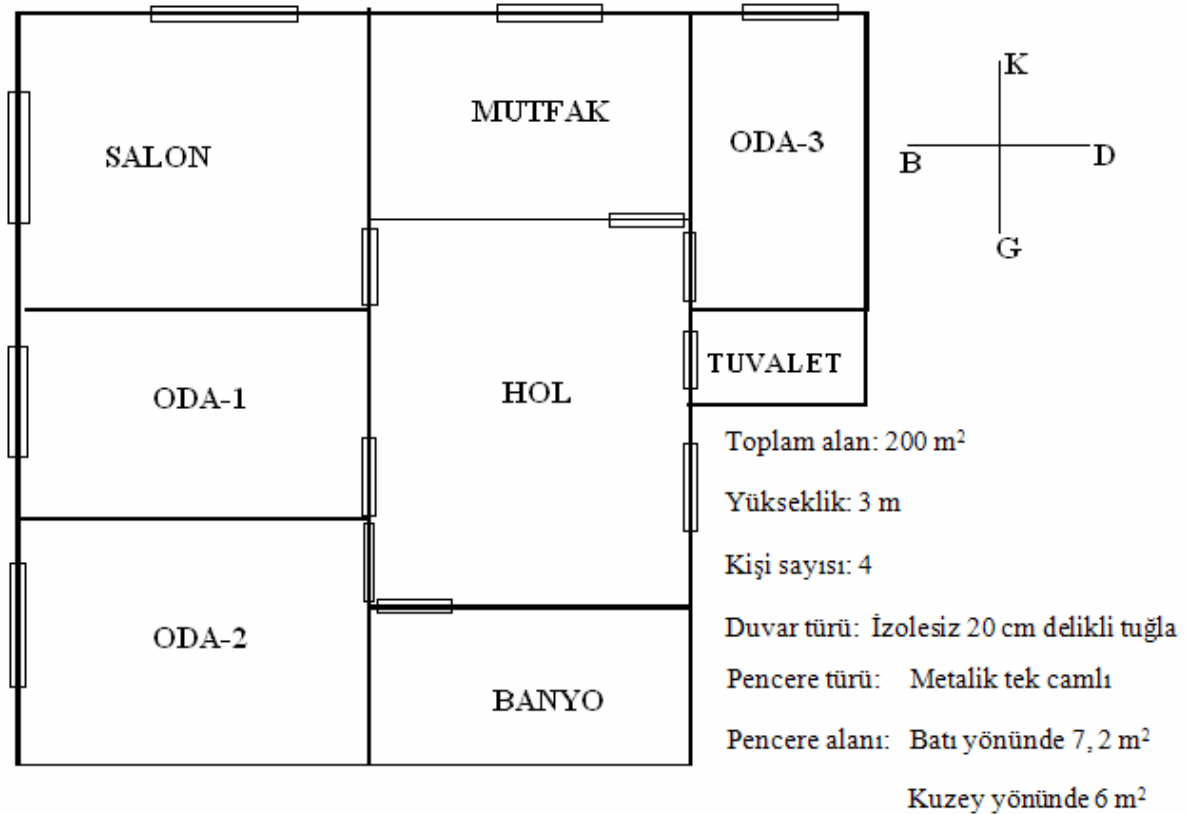 SALON
MUTFAK
ODA-3
K
B
D
G
ODA-1
HOL
TUVALET
ODA-2
BANYO
Toplam alan: 200 m²
Yükseklik: 3 m
Kişi sayısı: 4
Duvar türü: İzolesiz 20 cm delikli tuğla
Pencere türü: Metalik tek camlı
Pencere alanı: Batı yönünde 7, 2 m²
Kuzey yönünde 6 m²